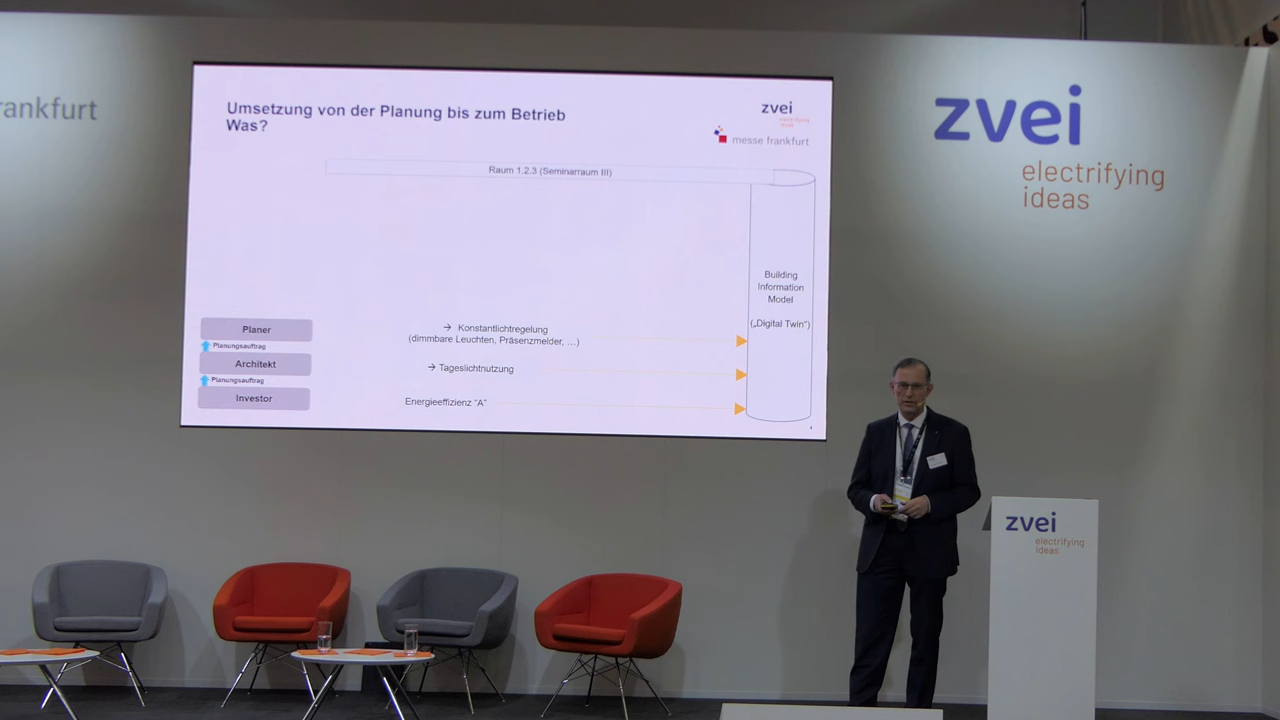 rankfurt
Umsetzung von der Planung bis zum Betrieb
Was?
zvei
electrifying
ideas
messe frankfurt
Raum 1.2.3 (Seminarraum III)
Building
Information
Model
(„Digital Twin“)
Planer
→ Konstantlichtregelung
(dimmbare Leuchten, Präsenzmelder, ...)
Planungsauftrag
Architekt
→ Tageslichtnutzung
Planungsauftrag
Investor
Energieeffizienz "A"
zvei
electrifying
ideas
zvei
electrifying
ideas